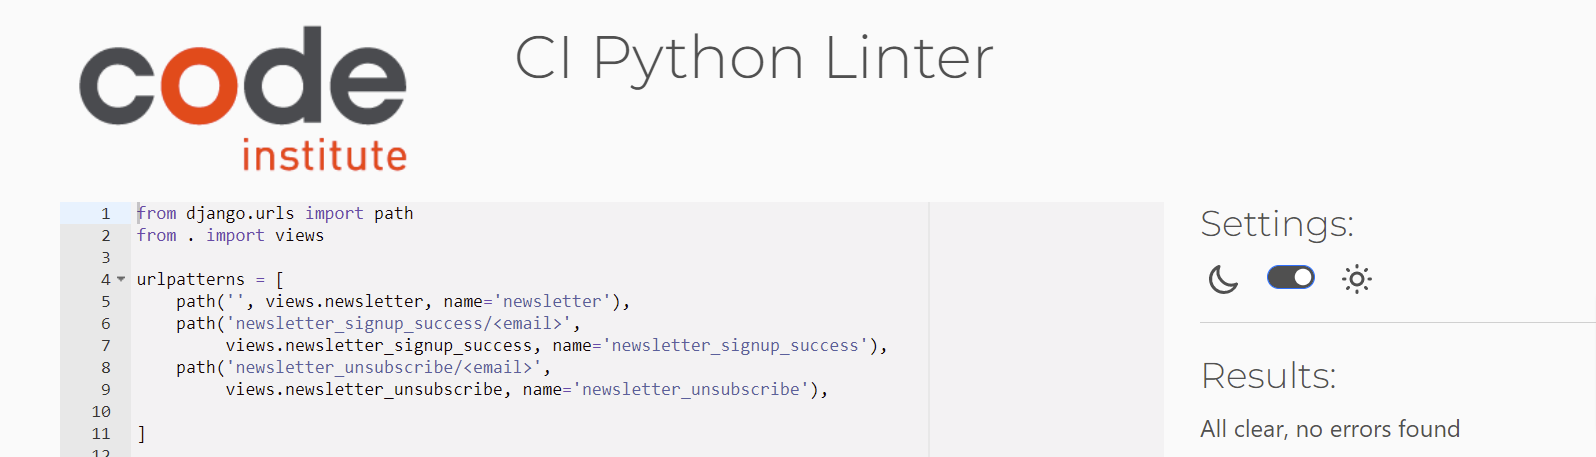 code
institute
CI Python Linter
1 from django.urls import path
2 from . import views
3
4 urlpatterns = [
5     path('', views.newsletter, name='newsletter'),
6     path('newsletter_signup_success/<email>',
7          views.newsletter_signup_success, name='newsletter_signup_success'),
8     path('newsletter_unsubscribe/<email>',
9          views.newsletter_unsubscribe, name='newsletter_unsubscribe'),
10
11 ]
12
Settings:
Results:
All clear, no errors found